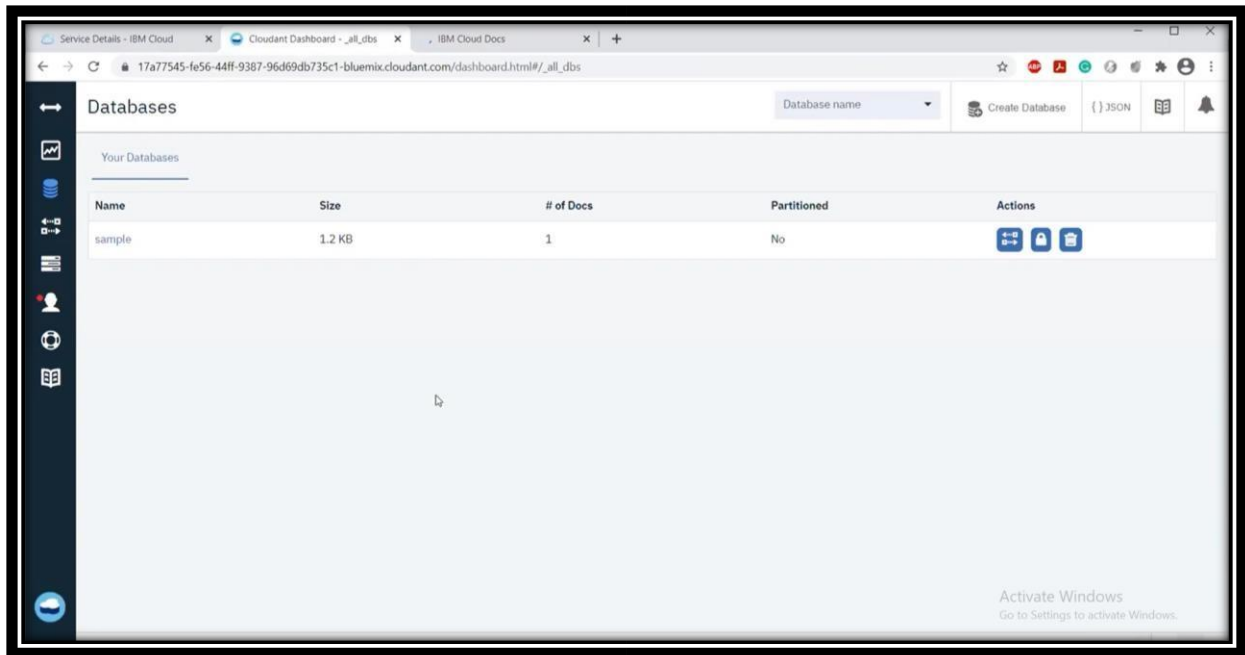 Service Details - IBM Cloud
Cloudant Dashboard - _all_dbs
IBM Cloud Docs
17a77545-fe56-44ff-9387-96d69db735c1-bluemix.cloudant.com/dashboard.html#/_all_dbs
ABP
Databases
Database name
Create Database
{ } JSON
Your Databases
Name Size # of Docs Partitioned Actions
sample 1.2 KB 1 No
Activate Windows
Go to Settings to activate Windows.